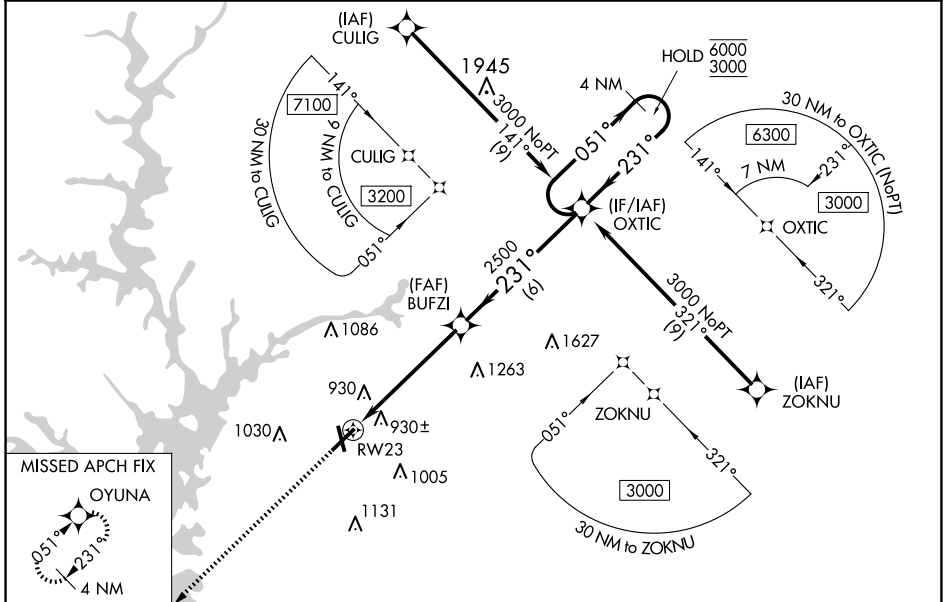 (IAF)
CULIG
1945
3000 NoPT
141°
(9)
HOLD 6000
3000
4 NM
051°
231°
(IF/IAF)
OXTIC
30 NM to CULIG
7100
141°
9 NM to CULIG
CULIG
3200
051°
30 NM to OXTIC (NoPT)
6300
141°
7 NM
231°
3000
OXTIC
321°
2500
231°
(6)
(FAF)
BUFZI
3000 NoPT
321°
(9)
(IAF)
ZOKNU
1086
1627
1263
930
930±
1030
RW23
1005
1131
ZOKNU
051°
321°
3000
30 NM to ZOKNU
MISSED APCH FIX
OYUNA
051°
231°
4 NM